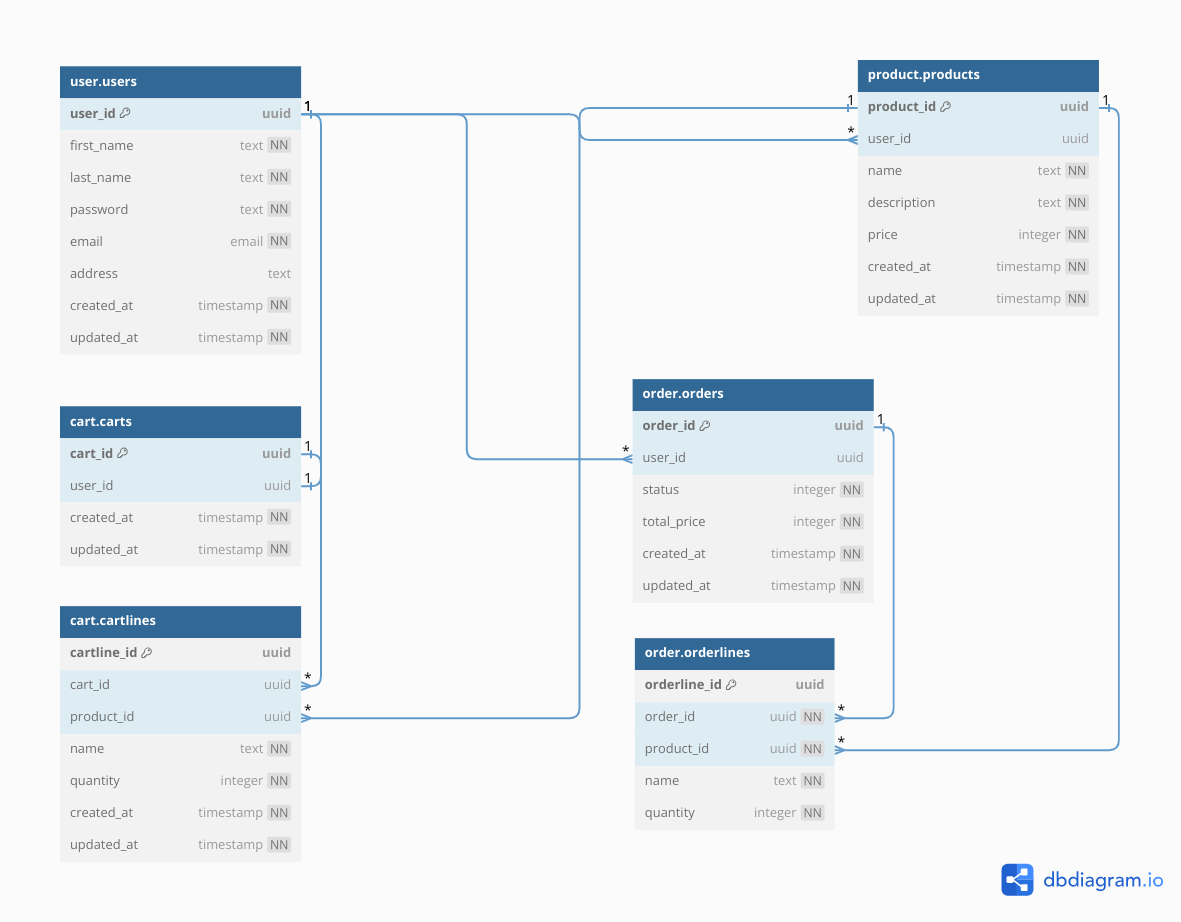 user.users
user_id uuid
first_name text NN
last_name text NN
password text NN
email email NN
address text
created_at timestamp NN
updated_at timestamp NN
1
product.products
product_id uuid
user_id uuid
name text NN
description text NN
price integer NN
created_at timestamp NN
updated_at timestamp NN
1
*
1
cart.carts
cart_id uuid
user_id uuid
created_at timestamp NN
updated_at timestamp NN
1
1
order.orders
order_id uuid
user_id uuid
status integer NN
total_price integer NN
created_at timestamp NN
updated_at timestamp NN
*
1
cart.cartlines
cartline_id uuid
cart_id uuid
product_id uuid
name text NN
quantity integer NN
created_at timestamp NN
updated_at timestamp NN
*
*
order.orderlines
orderline_id uuid
order_id uuid NN
product_id uuid NN
name text NN
quantity integer NN
*
*
dbdiagram.io